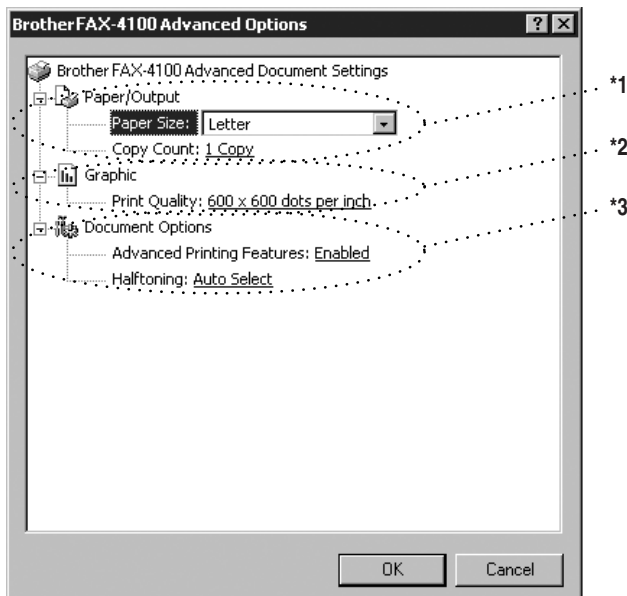 BrotherFAX-4100 Advanced Options
Brother FAX-4100 Advanced Document Settings
*1
Paper/Output
Paper Size: Letter
Copy Count: 1 Copy
*2
Graphic
Print Quality: 600 x 600 dots per inch
*3
Document Options
Advanced Printing Features: Enabled
Halftoning: Auto Select
OK
Cancel